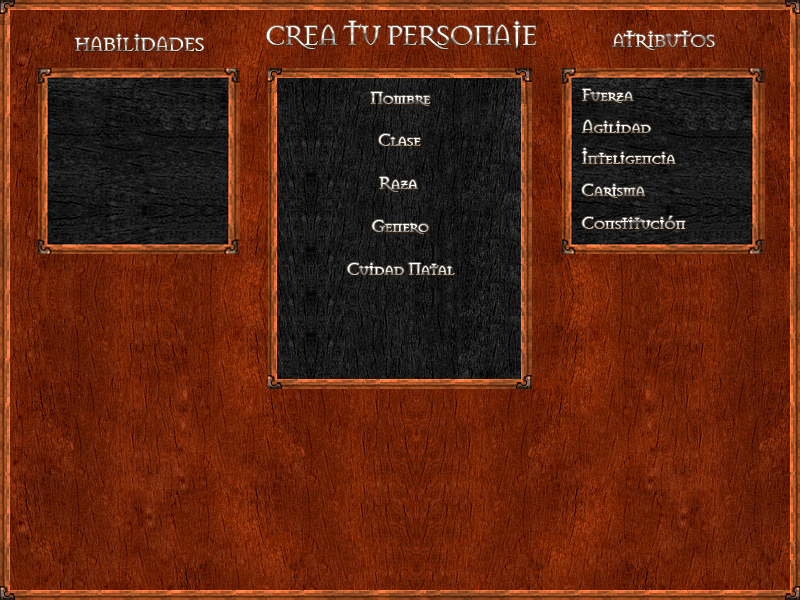 HABILIDADES
CREA TU PERSONAJE
Nombre
Clase
Raza
Genero
Cuidad Natal
ATRIBUTOS
Fuerza
Agilidad
Inteligencia
Carisma
Constitución